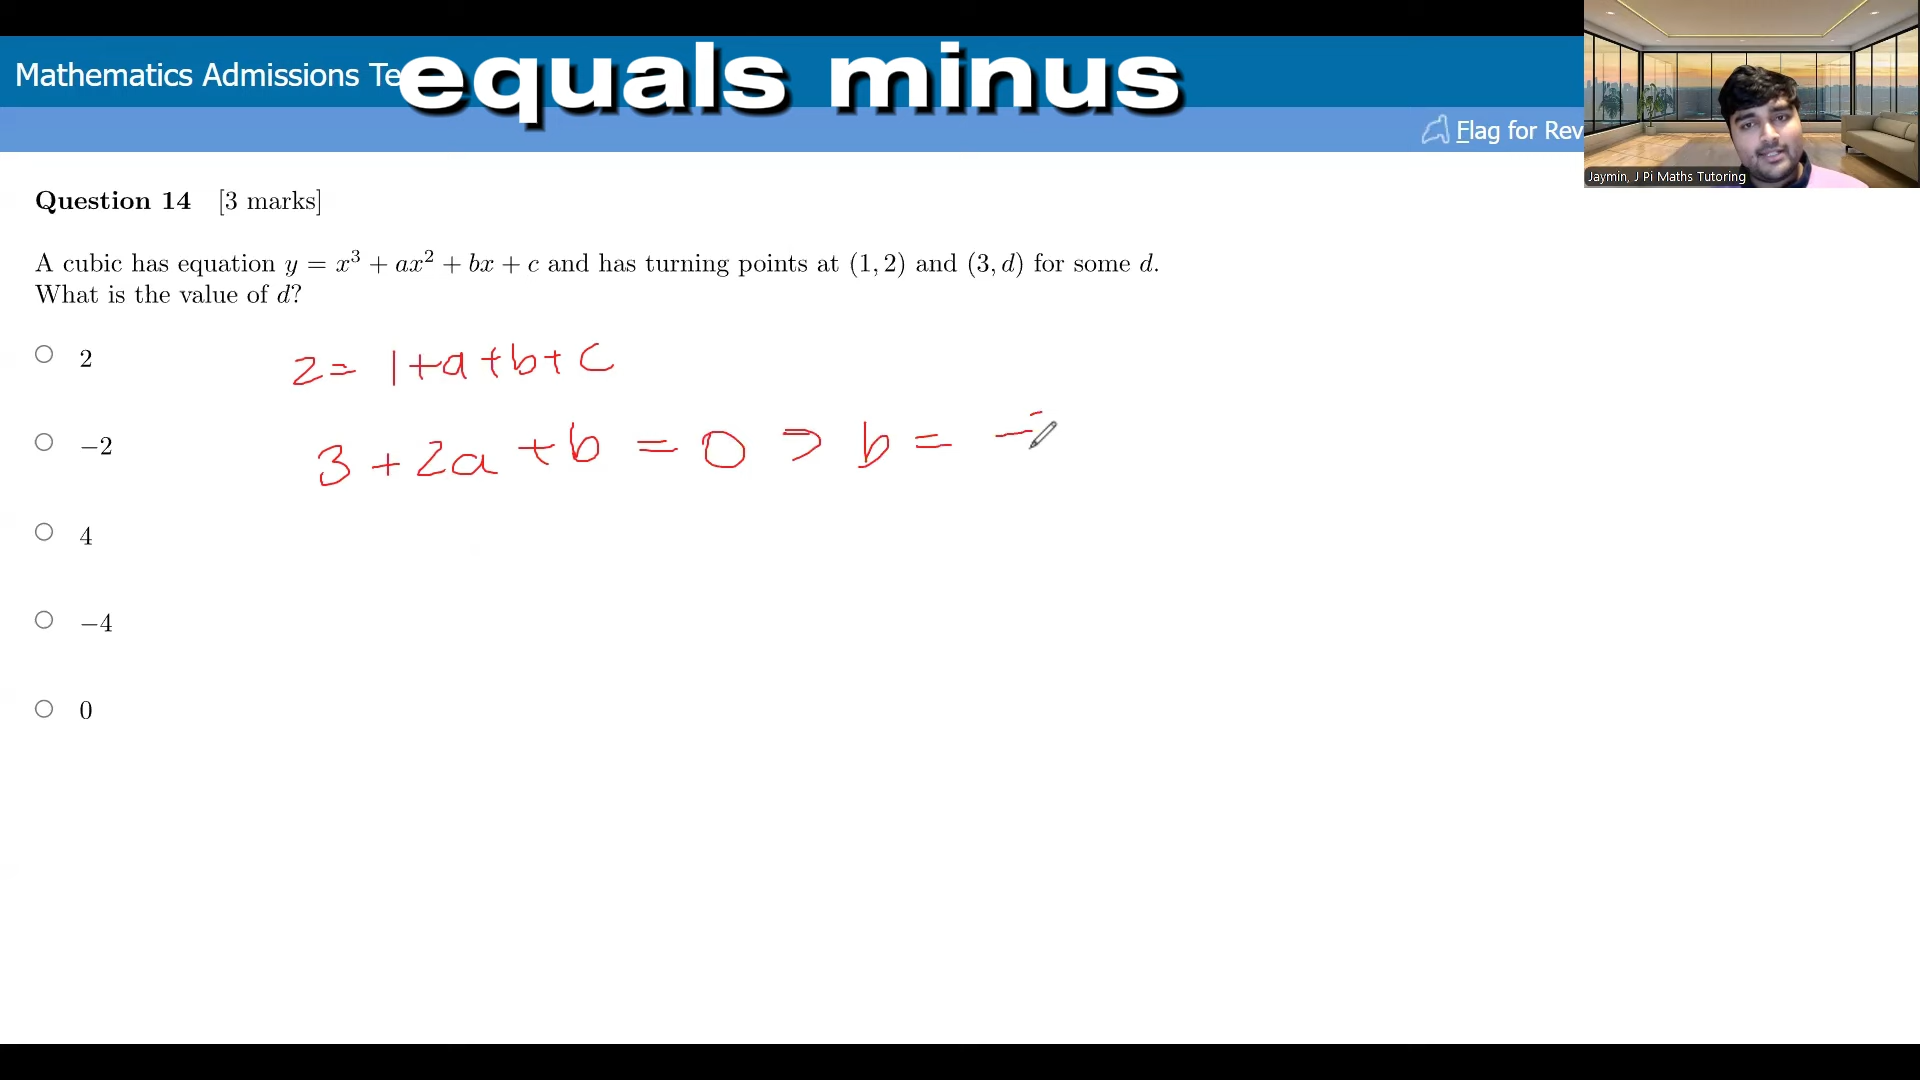 Mathematics Admissions Te
equals minus
Flag for Rev
Jaymin, J Pi Maths Tutoring
Question 14 [3 marks]
A cubic has equation y = x³ + ax² + bx + c and has turning points at (1, 2) and (3, d) for some d.
What is the value of d?
2
−2
4
−4
0
2 = 1 + a + b + c
3 + 2a + b = 0 ⇒ b = −